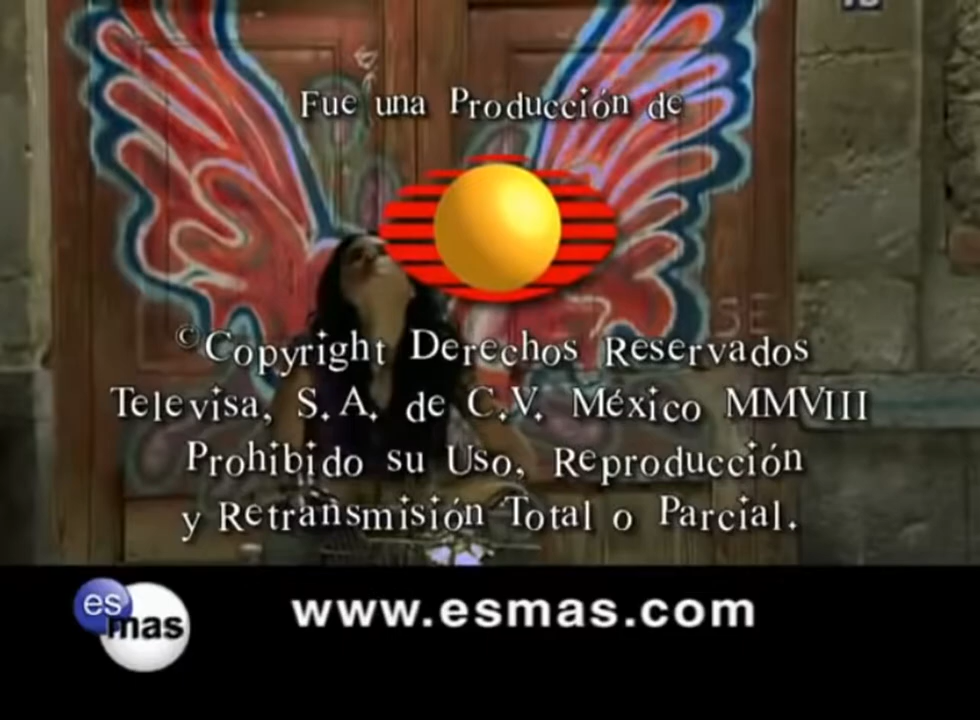 Fue una Producción de
©Copyright Derechos Reservados
Televisa, S.A. de C.V. México MMVIII
Prohibido su Uso, Reproducción
y Retransmisión Total o Parcial.
es mas
www.esmas.com